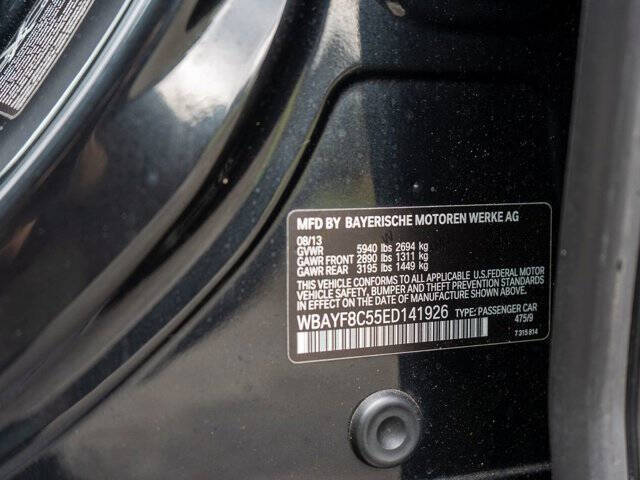 MFD BY BAYERISCHE MOTOREN WERKE AG
08/13
GVWR 5940 lbs 2694 kg
GAWR FRONT 2890 lbs 1311 kg
GAWR REAR 3195 lbs 1449 kg
THIS VEHICLE CONFORMS TO ALL APPLICABLE U.S.FEDERAL MOTOR
VEHICLE SAFETY, BUMPER AND THEFT PREVENTION STANDARDS IN
EFFECT ON THE DATE OF MANUFACTURE SHOWN ABOVE.
WBAYF8C55ED141926 TYPE: PASSENGER CAR
475/9
7 315 814